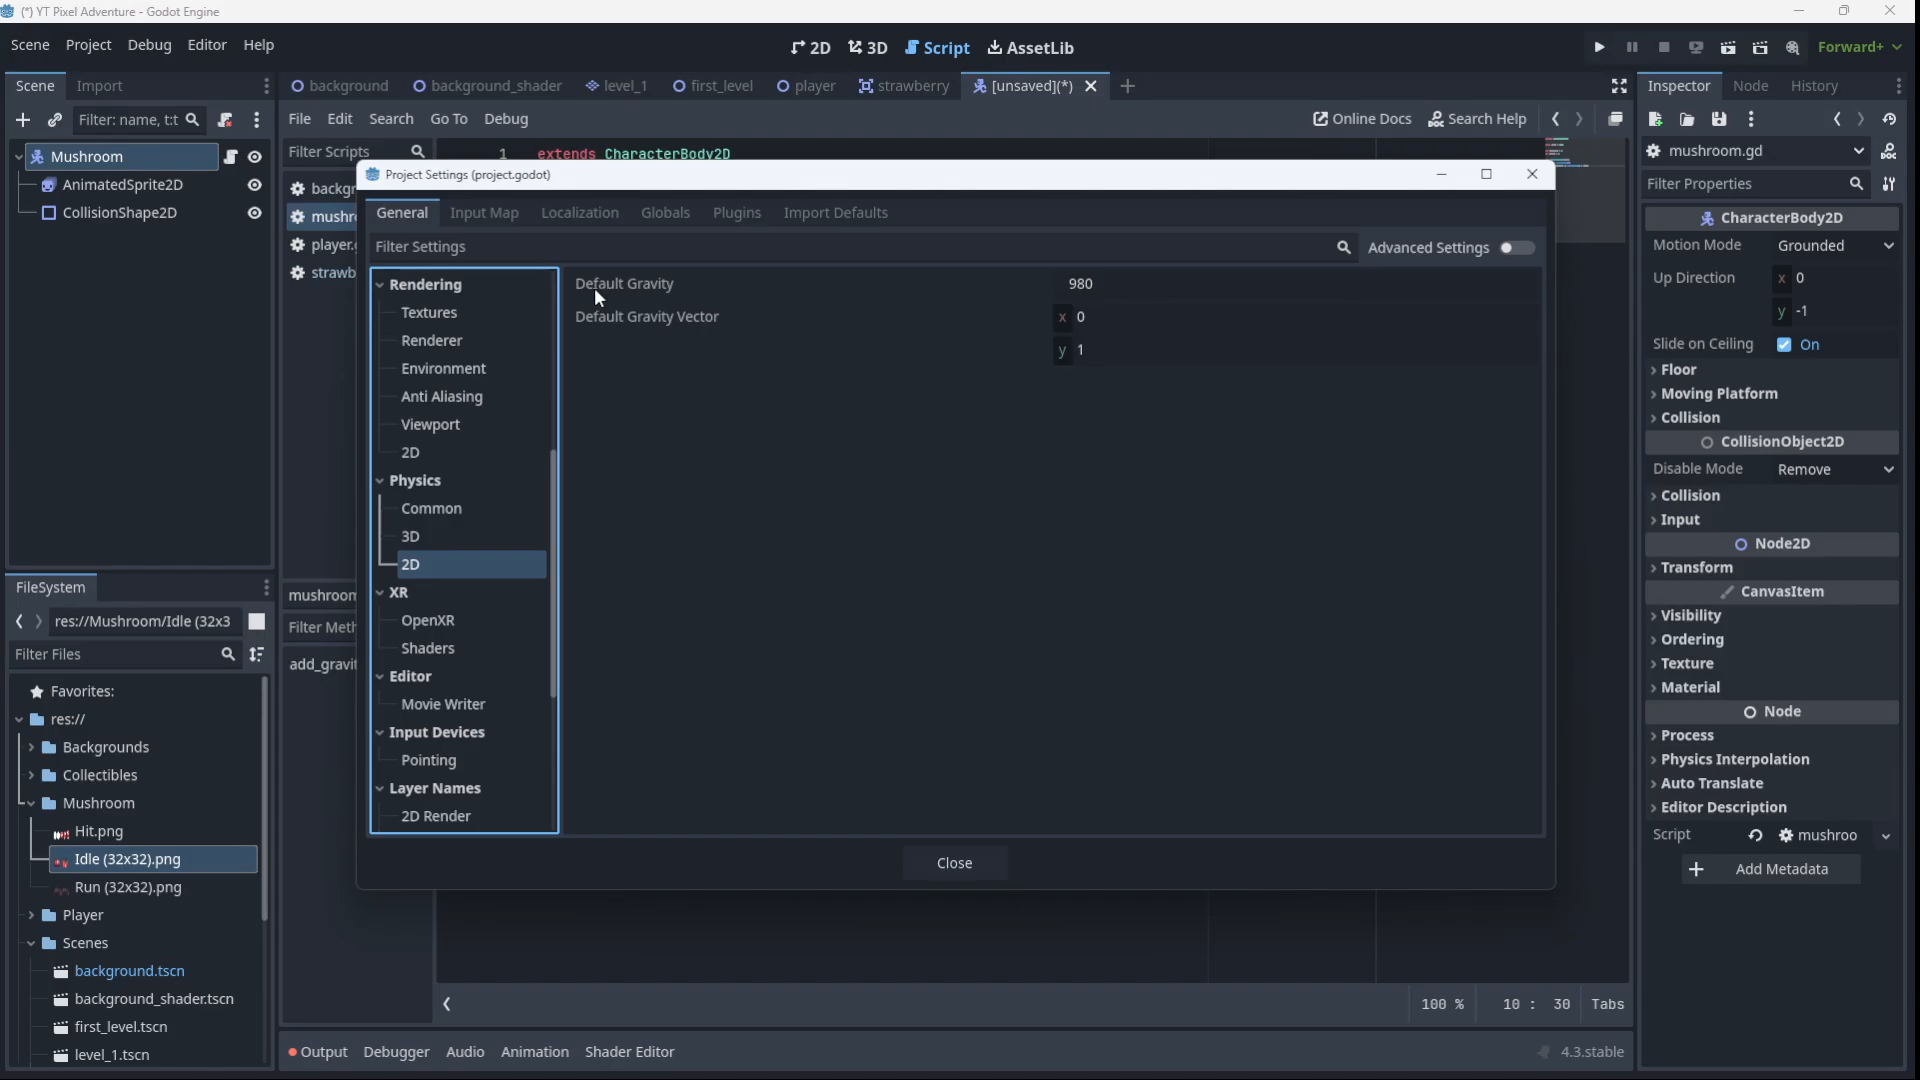 (*) YT Pixel Adventure - Godot Engine
Scene Project Debug Editor Help
2D 3D Script AssetLib
Forward+
Scene Import
background background_shader level_1 first_level player strawberry [unsaved](*)
Inspector Node History
Filter: name, t:t
File Edit Search Go To Debug
Online Docs Search Help
Filter Scripts
1 extends CharacterBody2D
mushroom.gd
Filter Properties
Mushroom
AnimatedSprite2D
CollisionShape2D
backgr
mushro
player.
strawb
Project Settings (project.godot)
General Input Map Localization Globals Plugins Import Defaults
Filter Settings
Advanced Settings
Rendering
Textures
Renderer
Environment
Anti Aliasing
Viewport
2D
Physics
Common
3D
2D
XR
OpenXR
Shaders
Editor
Movie Writer
Input Devices
Pointing
Layer Names
2D Render
Default Gravity 980
Default Gravity Vector x 0
y 1
Close
CharacterBody2D
Motion Mode Grounded
Up Direction x 0
y -1
Slide on Ceiling On
Floor
Moving Platform
Collision
CollisionObject2D
Disable Mode Remove
Collision
Input
Node2D
Transform
CanvasItem
Visibility
Ordering
Texture
Material
Node
Process
Physics Interpolation
Auto Translate
Editor Description
Script mushroo
Add Metadata
FileSystem
res://Mushroom/Idle (32x3
Filter Files
Favorites:
res://
Backgrounds
Collectibles
Mushroom
Hit.png
Idle (32x32).png
Run (32x32).png
Player
Scenes
background.tscn
background_shader.tscn
first_level.tscn
level_1.tscn
mushroom
Filter Meth
add_gravit
100 % 10 : 30 Tabs
Output Debugger Audio Animation Shader Editor
4.3.stable